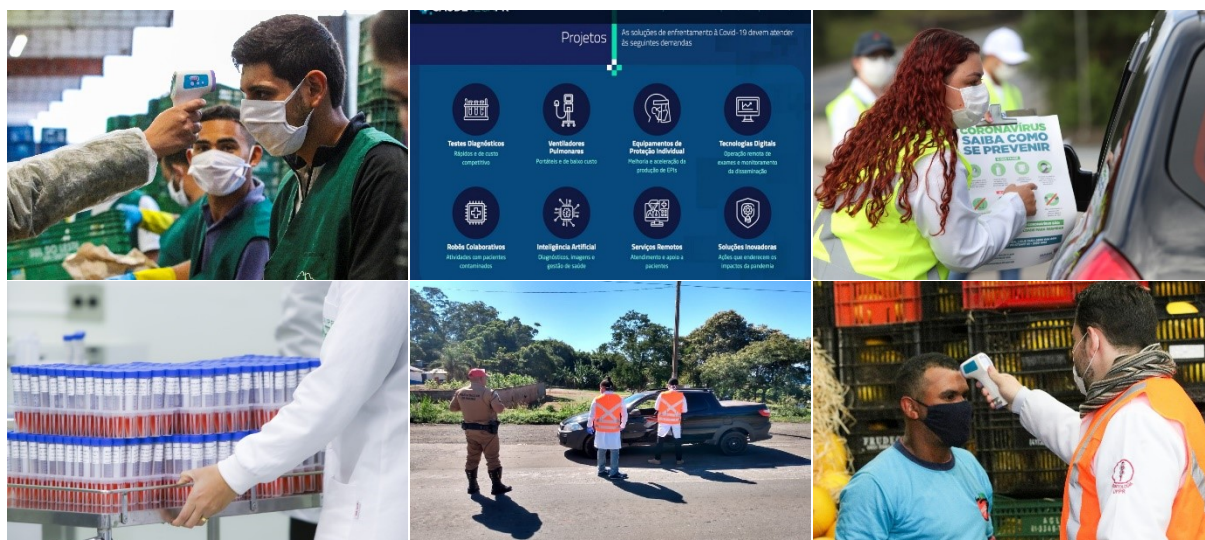 Projetos
As soluções de enfrentamento à Covid-19 devem atender
às seguintes demandas
Testes Diagnósticos
Rápidos e de custo
competitivo
Ventiladores
Pulmonares
Portáteis e de baixo custo
Equipamentos de
Proteção Individual
Melhoria e aceleração da
produção de EPIs
Tecnologias Digitais
Operação remota de
exames e monitoramento
da disseminação
Robôs Colaborativos
Atividades com pacientes
contaminados
Inteligência Artificial
Diagnósticos, imagens e
gestão de saúde
Serviços Remotos
Atendimento e apoio a
pacientes
Soluções Inovadoras
Ações que enderecem os
impactos da pandemia
CORONAVÍRUS
SAIBA COMO
SE PREVENIR